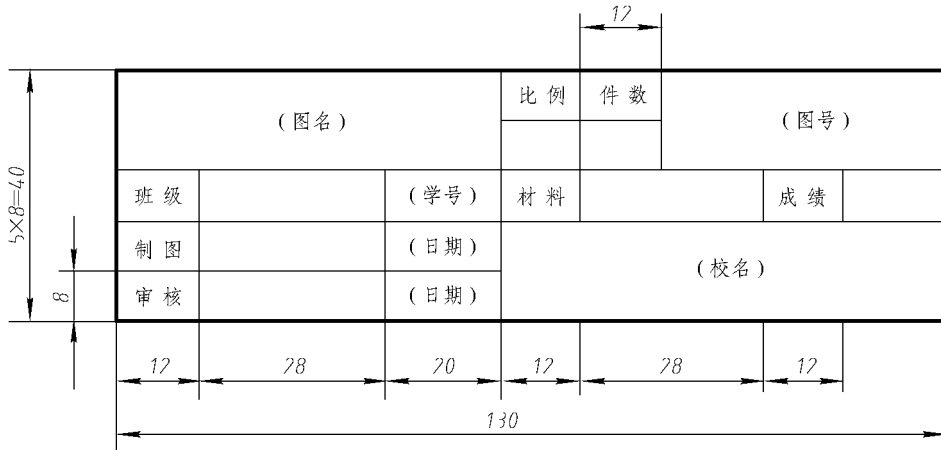 12
比例 件数
(图名) (图号)
5×8=40
班级 (学号) 材料 成绩
制图 (日期)
(校名)
8
审核 (日期)
12 28 20 12 28 12
130